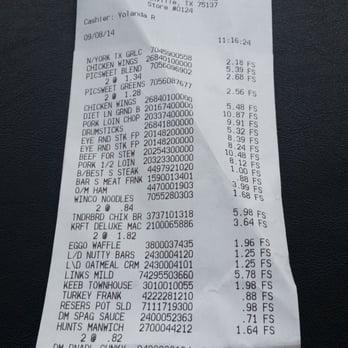 ville, TX 75137
Store #0124
Cashier: Yolanda R
09/08/14 11:16:24
N/YORK TX GRLC 7045900558 2.18 FS
CHICKEN WINGS 26840100000 5.39 FS
PICSWEET BLEND 7056096902 2.68 FS
2 @ 1.34
PICSWEET GREENS 7056087677 2.56 FS
2 @ 1.28
CHICKEN WINGS 26840100000 5.48 FS
DIET LN GRND B 20167400000 10.87 FS
PORK LOIN CHOP 20337400000 9.91 FS
DRUMSTICKS 26841800000 5.32 FS
EYE RND STK FP 20148200000 8.39 FS
EYE RND STK FP 20148200000 8.24 FS
BEEF FOR STEW 20254300000 10.48 FS
PORK 1/2 LOIN 20323300000 8.12 FS
B/BEST S STEAK 4497921020 1.00 FS
BAR S MEAT FRNK 1590013401 .88 FS
O/M HAM 4470001903 3.99 FS
WINCO NOODLES 7055280303 1.68 FS
2 @ .84
TNDRBRD CHIX BR 3737101318 5.98 FS
KRFT DELUXE MAC 2100065886 3.64 FS
2 @ 1.82
EGGO WAFFLE 3800037435 1.96 FS
L/D NUTTY BARS 2430004120 1.25 FS
L\D OATMEAL CRM 2430004101 1.25 FS
LINKS MILD 74295503660 5.78 FS
KEEB TOWNHOUSE 3010010055 1.98 FS
TURKEY FRANK 4222281210 .88 FS
RESERS POT SLD 7111700019 .98 FS
DM SPAG SAUCE 2400052363 .71 FS
HUNTS MANWICH 2700044212 1.64 FS
2 @ .82